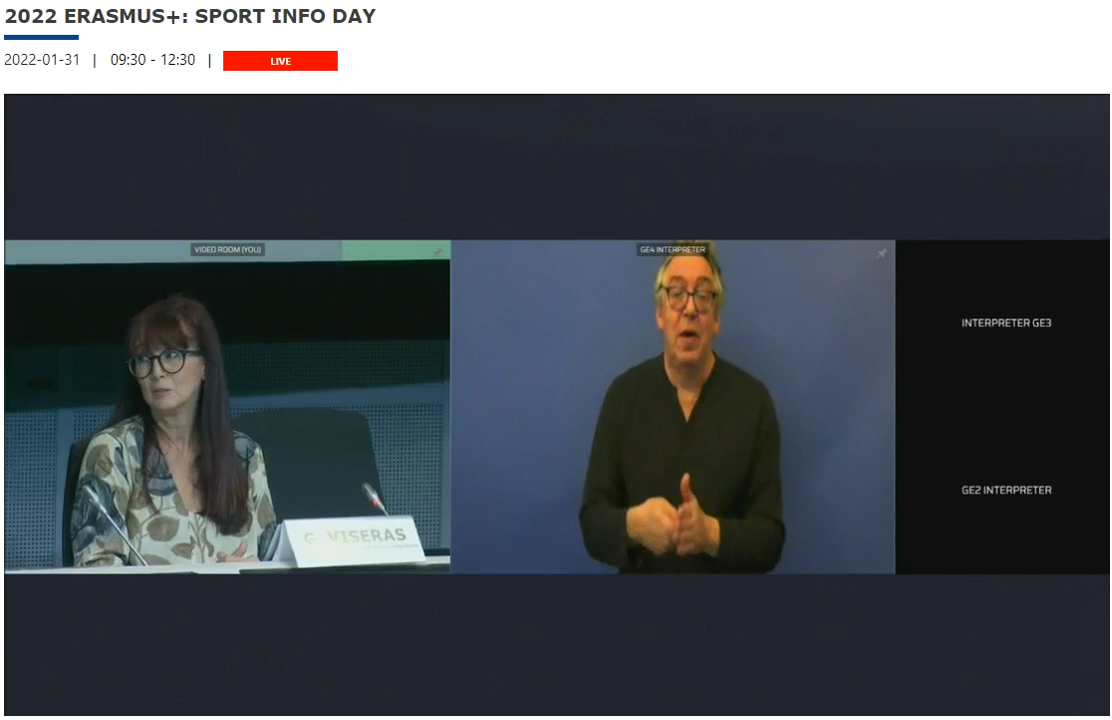 2022 ERASMUS+: SPORT INFO DAY
2022-01-31 | 09:30 - 12:30 | LIVE
VIDEO ROOM (YOU)
GE4 INTERPRETER
INTERPRETER GE3
G. VISERAS
GE2 INTERPRETER